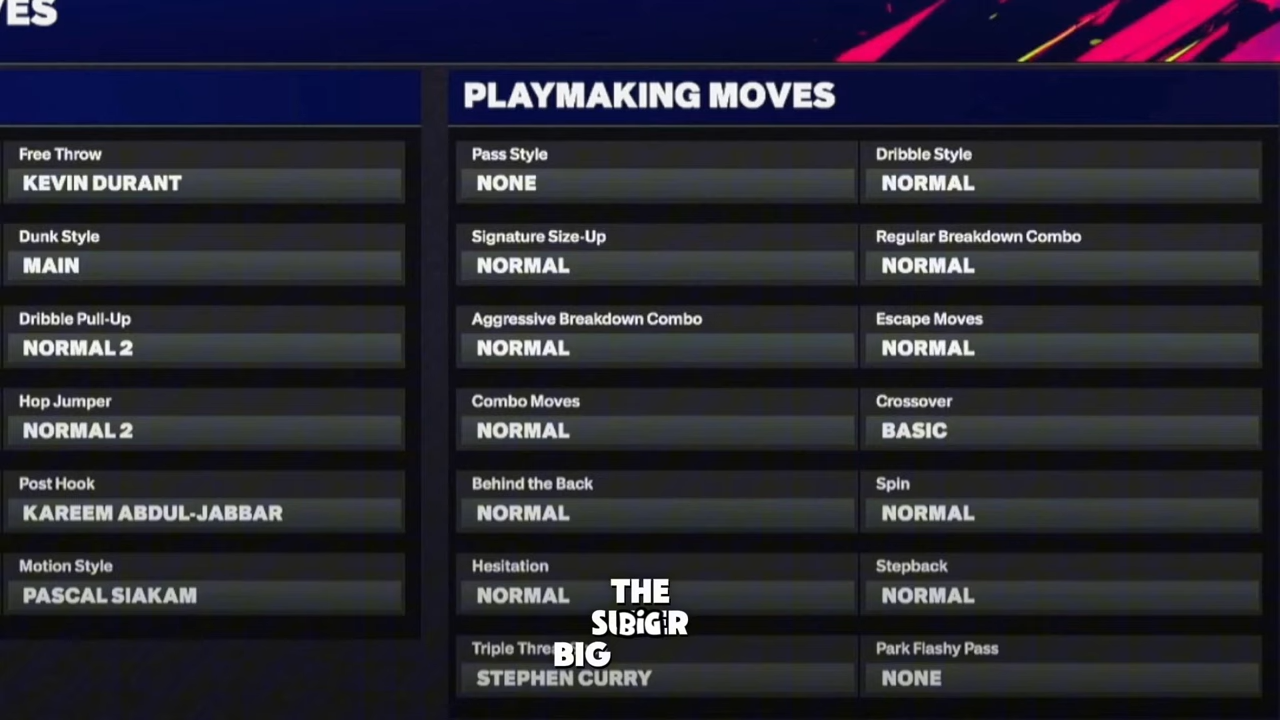 YES
PLAYMAKING MOVES
Free Throw
KEVIN DURANT
Dunk Style
MAIN
Dribble Pull-Up
NORMAL 2
Hop Jumper
NORMAL 2
Post Hook
KAREEM ABDUL-JABBAR
Motion Style
PASCAL SIAKAM
Pass Style
NONE
Dribble Style
NORMAL
Signature Size-Up
NORMAL
Regular Breakdown Combo
NORMAL
Aggressive Breakdown Combo
NORMAL
Escape Moves
NORMAL
Combo Moves
NORMAL
Crossover
BASIC
Behind the Back
NORMAL
Spin
NORMAL
Hesitation
NORMAL
Stepback
NORMAL
Triple
STEPHEN CURRY
Park Flashy Pass
NONE
THE
BIG